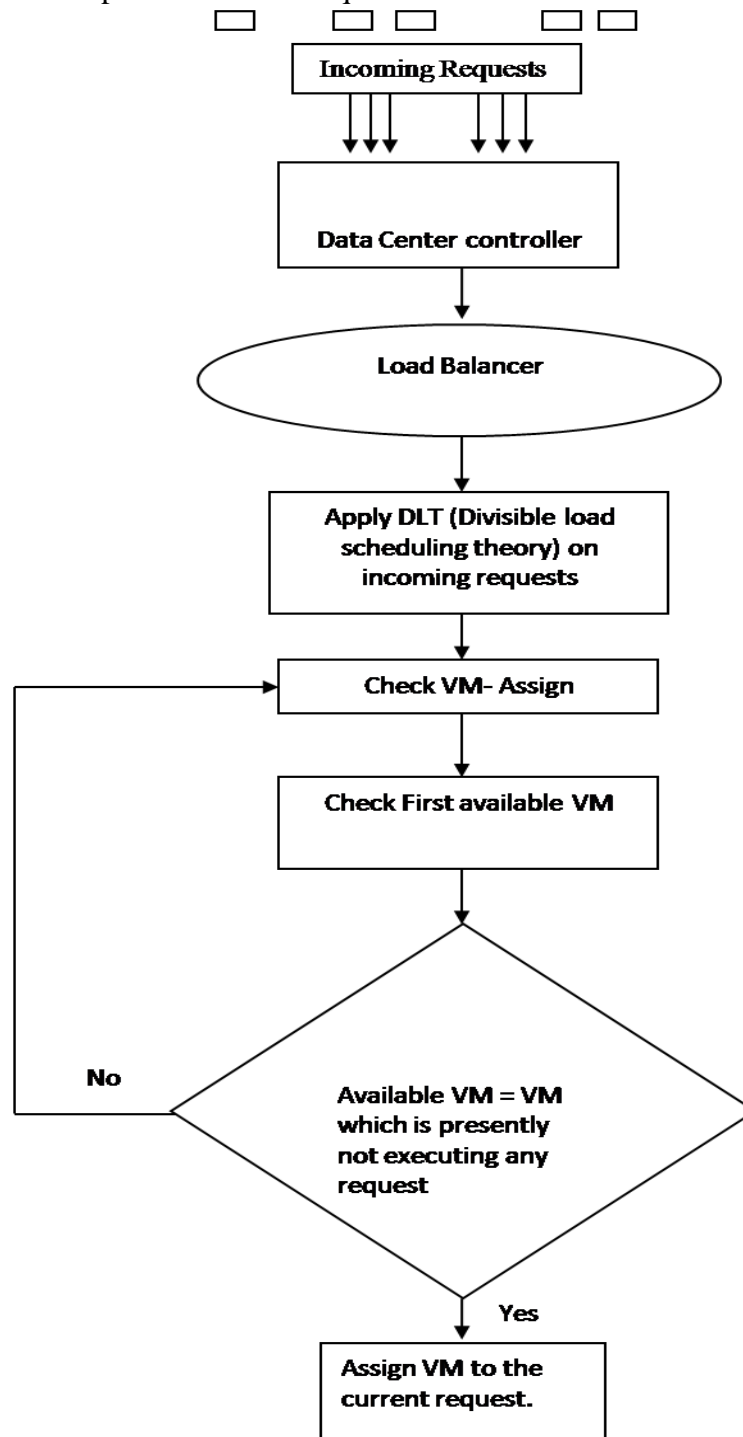 Incoming Requests
Data Center controller
Load Balancer
Apply DLT (Divisible load
scheduling theory) on
incoming requests
Check VM- Assign
Check First available VM
No
Available VM = VM
which is presently
not executing any
request
Yes
Assign VM to the
current request.